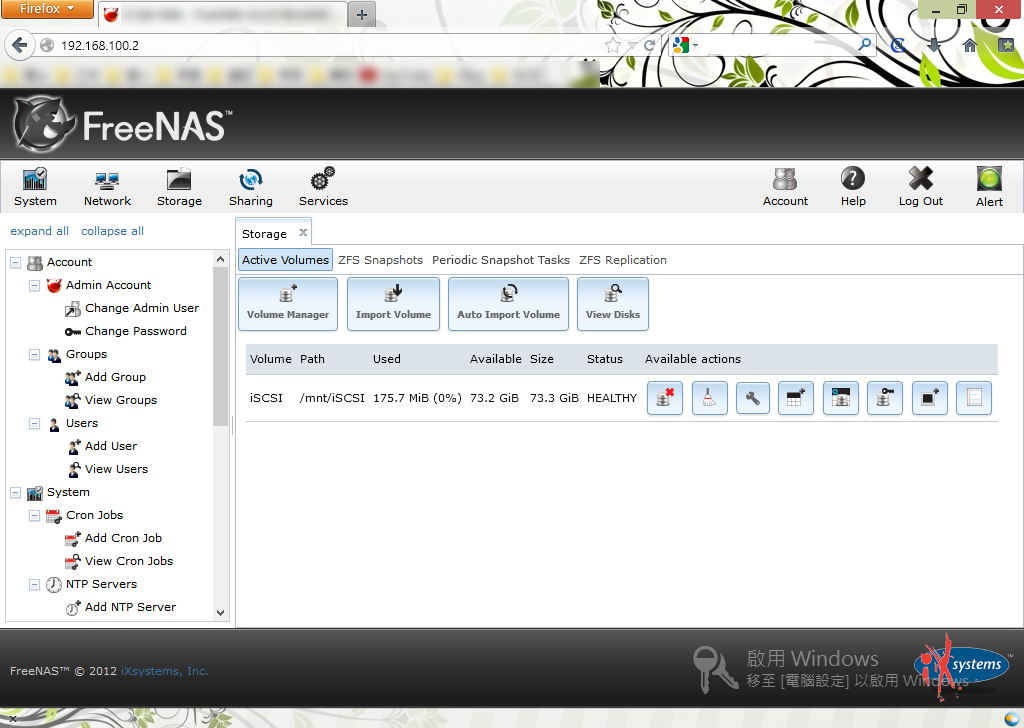 Firefox
192.168.100.2
FreeNAS™
System Network Storage Sharing Services Account Help Log Out Alert
expand all collapse all
Account
Admin Account
Change Admin User
Change Password
Groups
Add Group
View Groups
Users
Add User
View Users
System
Cron Jobs
Add Cron Job
View Cron Jobs
NTP Servers
Add NTP Server
Storage
Active Volumes ZFS Snapshots Periodic Snapshot Tasks ZFS Replication
Volume Manager Import Volume Auto Import Volume View Disks
Volume Path Used Available Size Status Available actions
iSCSI /mnt/iSCSI 175.7 MiB (0%) 73.2 GiB 73.3 GiB HEALTHY
FreeNAS™ © 2012 iXsystems, Inc.
啟用 Windows
移至 [電腦設定] 以啟用 Windows。
iXsystems™